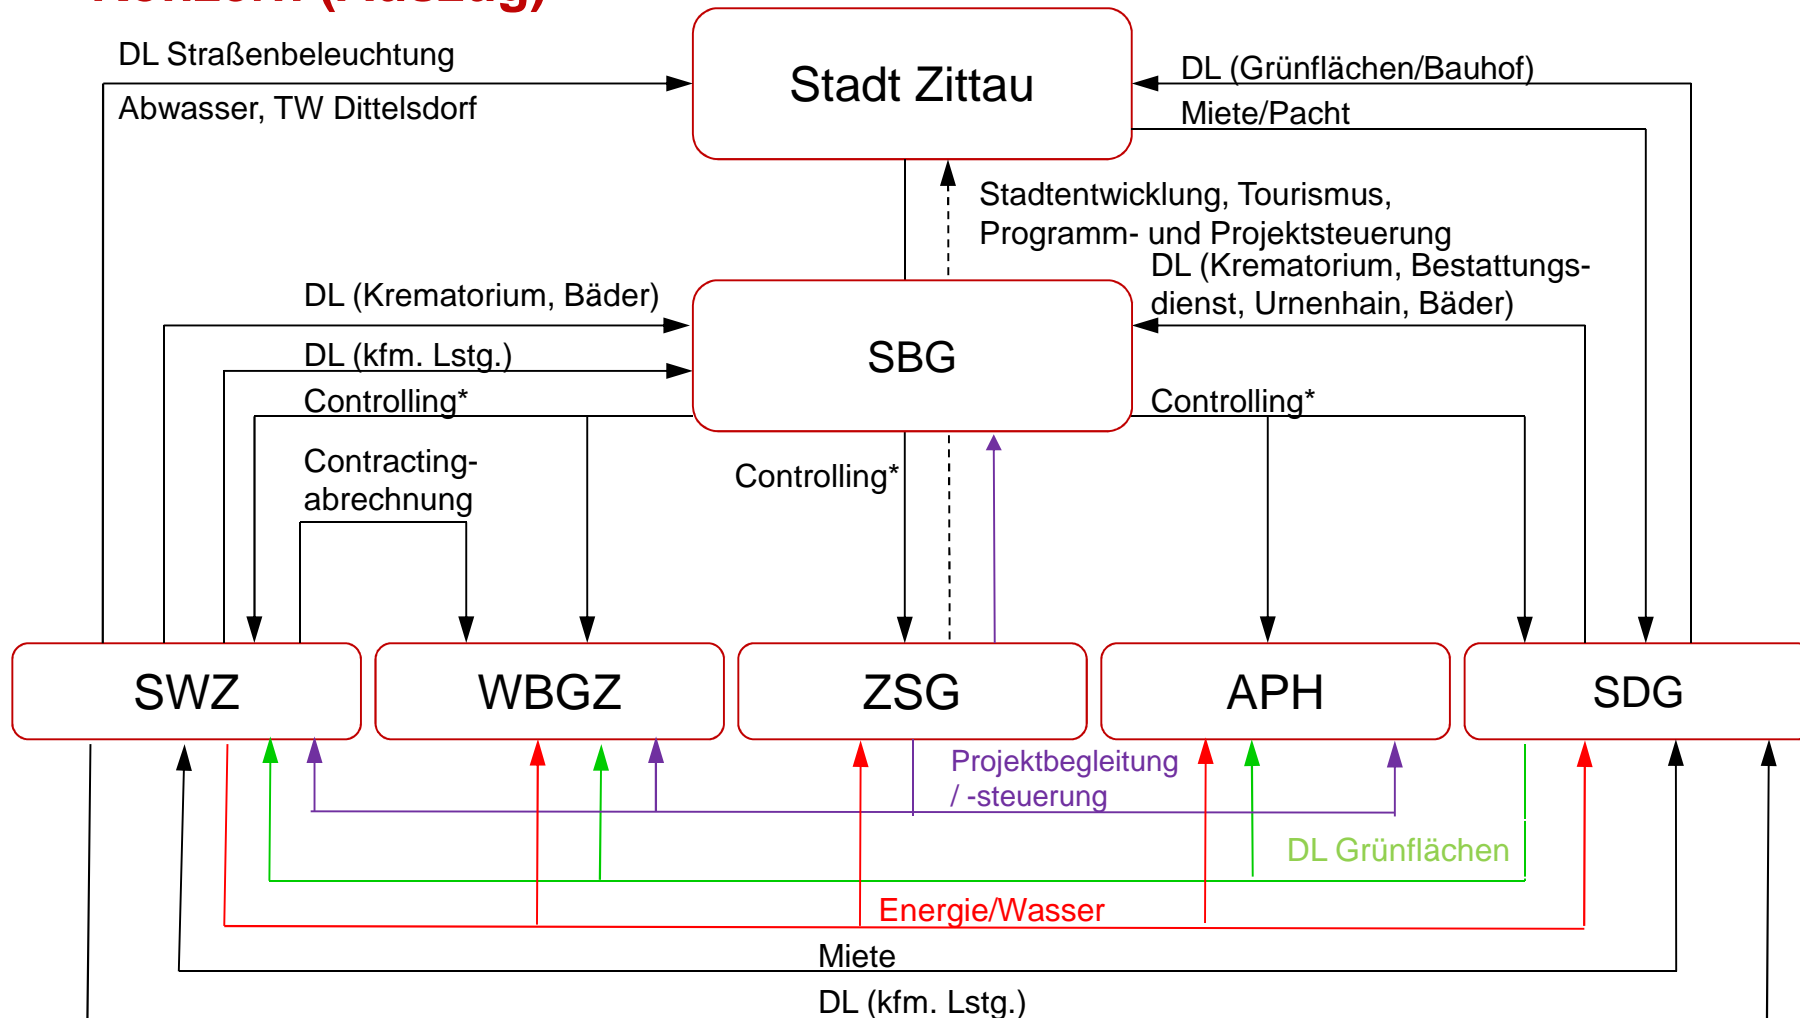 Konzern (Auszug)
DL Straßenbeleuchtung
Abwasser, TW Dittelsdorf
Stadt Zittau
DL (Grünflächen/Bauhof)
Miete/Pacht
Stadtentwicklung, Tourismus,
Programm- und Projektsteuerung
DL (Krematorium, Bäder)
DL (kfm. Lstg.)
Controlling*
SBG
DL (Krematorium, Bestattungs-
dienst, Urnenhain, Bäder)
Controlling*
Contracting-
abrechnung
Controlling*
SWZ
WBGZ
ZSG
APH
SDG
Projektbegleitung
/ -steuerung
DL Grünflächen
Energie/Wasser
Miete
DL (kfm. Lstg.)